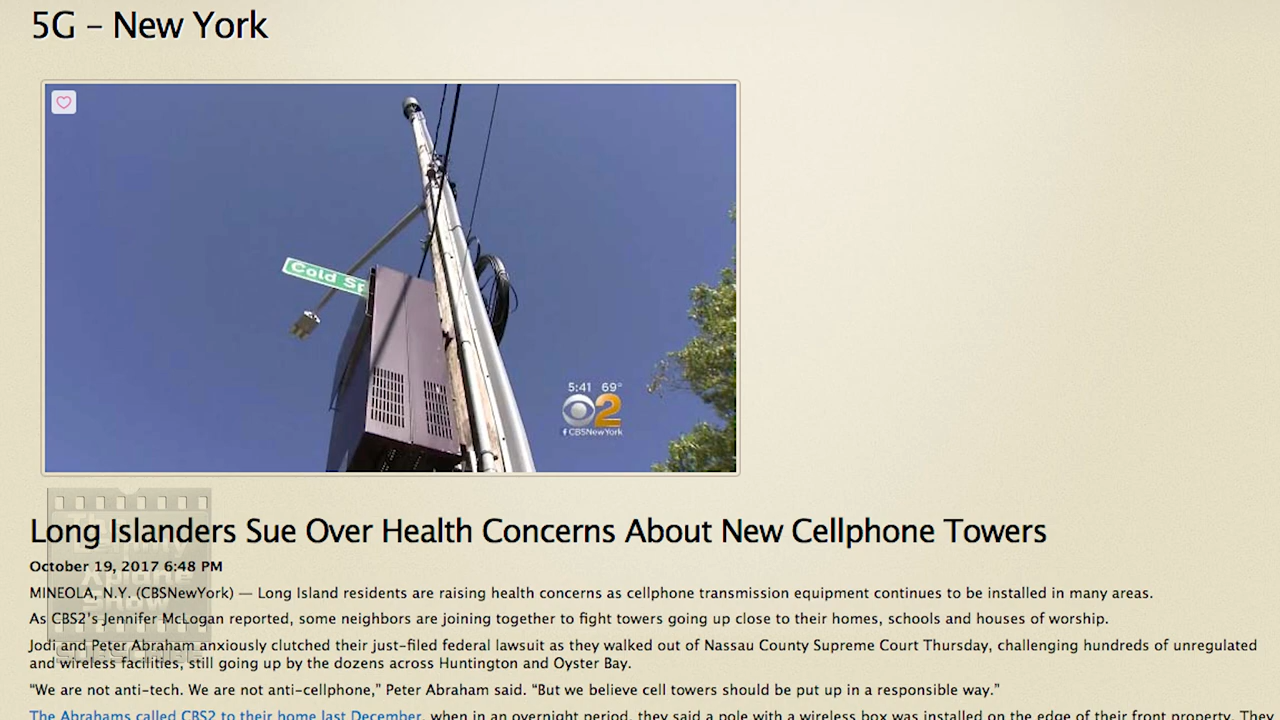 5G – New York
Cold Sp
5:41 69°
2
f CBSNewYork
Long Islanders Sue Over Health Concerns About New Cellphone Towers
October 19, 2017 6:48 PM
MINEOLA, N.Y. (CBSNewYork) — Long Island residents are raising health concerns as cellphone transmission equipment continues to be installed in many areas.
As CBS2’s Jennifer McLogan reported, some neighbors are joining together to fight towers going up close to their homes, schools and houses of worship.
Jodi and Peter Abraham anxiously clutched their just-filed federal lawsuit as they walked out of Nassau County Supreme Court Thursday, challenging hundreds of unregulated
and wireless facilities, still going up by the dozens across Huntington and Oyster Bay.
“We are not anti-tech. We are not anti-cellphone,” Peter Abraham said. “But we believe cell towers should be put up in a responsible way.”
The Abrahams called CBS2 to their home last December, when in an overnight period, they said a pole with a wireless box was installed on the edge of their front property. They
Show